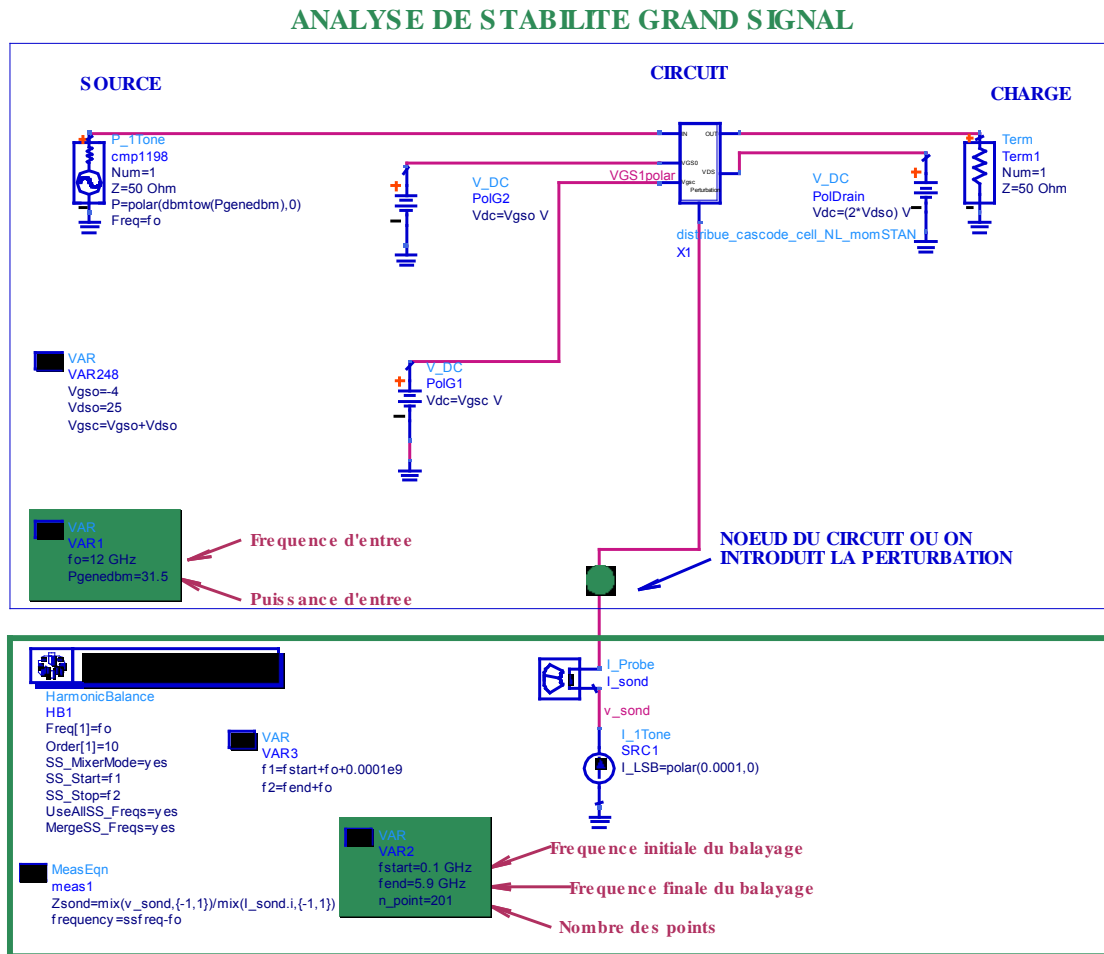 ANALYSE DE STABILITE GRAND SIGNAL
SOURCE
CIRCUIT
CHARGE
P_1Tone
cmp1198
Num=1
Z=50 Ohm
P=polar(dbmtow(Pgenedbm),0)
Freq=fo
V_DC
PolG2
Vdc=Vgso V
VGS1polar
IN
OUT
VGS0
VDS
Vgsc
Perturbation
distribue_cascode_cell_NL_momSTAN
X1
V_DC
PolDrain
Vdc=(2*Vdso) V
Term
Term1
Num=1
Z=50 Ohm
VAR
VAR248
Vgso=-4
Vdso=25
Vgsc=Vgso+Vdso
V_DC
PolG1
Vdc=Vgsc V
VAR
VAR1
fo=12 GHz
Pgenedbm=31.5
Frequence d'entree
Puissance d'entree
NOEUD DU CIRCUIT OU ON
INTRODUIT LA PERTURBATION
HarmonicBalance
HB1
Freq[1]=fo
Order[1]=10
SS_MixerMode=yes
SS_Start=f1
SS_Stop=f2
UseAllSS_Freqs=yes
MergeSS_Freqs=yes
VAR
VAR3
f1=fstart+fo+0.0001e9
f2=fend+fo
I_Probe
I_sond
v_sond
I_1Tone
SRC1
I_LSB=polar(0.0001,0)
MeasEqn
meas1
Zsond=mix(v_sond,{-1,1})/mix(I_sond.i,{-1,1})
frequency=ssfreq-fo
VAR
VAR2
fstart=0.1 GHz
fend=5.9 GHz
n_point=201
Frequence initiale du balayage
Frequence finale du balayage
Nombre des points